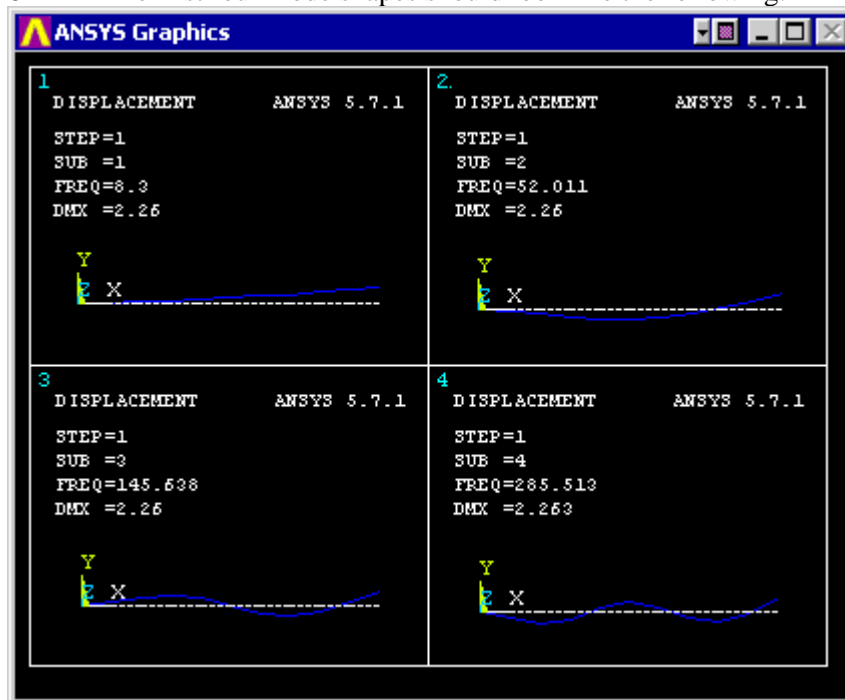 ANSYS Graphics
1
DISPLACEMENT ANSYS 5.7.1
STEP=1
SUB =1
FREQ=8.3
DMX =2.26
Y
Z X
2
DISPLACEMENT ANSYS 5.7.1
STEP=1
SUB =2
FREQ=52.011
DMX =2.26
Y
Z X
3
DISPLACEMENT ANSYS 5.7.1
STEP=1
SUB =3
FREQ=145.638
DMX =2.26
Y
Z X
4
DISPLACEMENT ANSYS 5.7.1
STEP=1
SUB =4
FREQ=285.513
DMX =2.263
Y
Z X